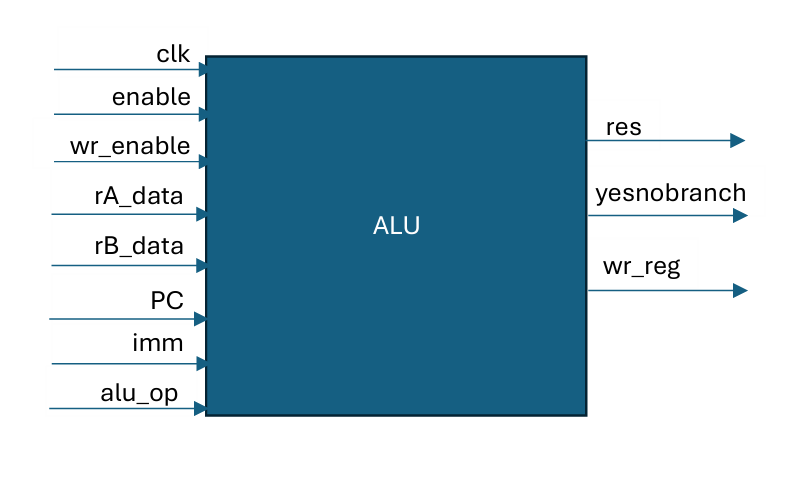 clk
enable
wr_enable
rA_data
rB_data
PC
imm
alu_op
ALU
res
yesnobranch
wr_reg